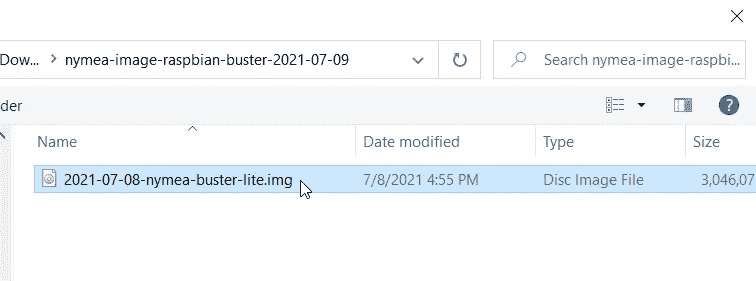 Dow... > nymea-image-raspbian-buster-2021-07-09 Search nymea-image-raspbi...
der ?
Name Date modified Type Size
2021-07-08-nymea-buster-lite.img 7/8/2021 4:55 PM Disc Image File 3,046,07